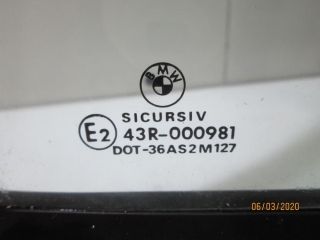 BMW
SICURSIV
E2 43R-000981
DOT-36AS2M127
06/03/2020